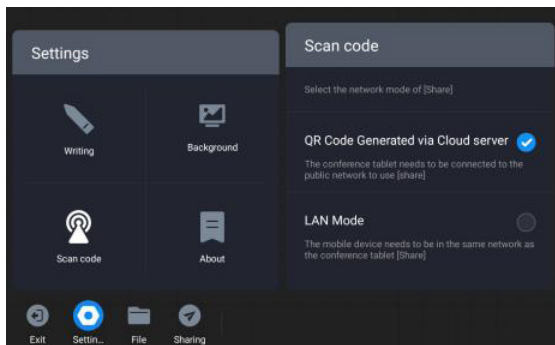 Settings
Writing
Background
Scan code
About
Scan code
Select the network mode of [Share]
QR Code Generated via Cloud server
The conference tablet needs to be connected to the
public network to use [share]
LAN Mode
The mobile device needs to be in the same network as
the conference tablet [Share]
Exit
Settin...
File
Sharing